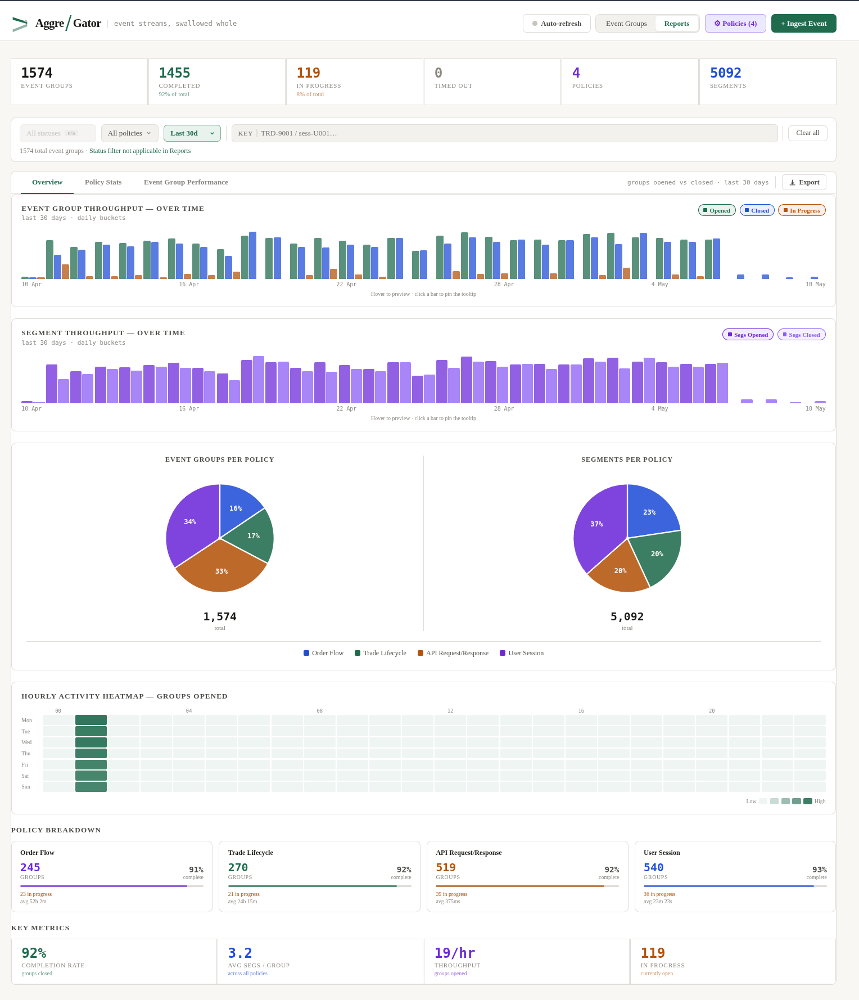 Aggre/Gator event streams, swallowed whole Auto-refresh Event Groups Reports ⚙ Policies (4) + Ingest Event
1574 1455 119 0 4 5092
EVENT GROUPS COMPLETED IN PROGRESS TIMED OUT POLICIES SEGMENTS
92% of total 8% of total
All statuses n/a All policies Last 30d KEY TRD-9001 / sess-U001… Clear all
1574 total event groups · Status filter not applicable in Reports
Overview Policy Stats Event Group Performance groups opened vs closed · last 30 days Export
EVENT GROUP THROUGHPUT — OVER TIME Opened Closed In Progress
last 30 days · daily buckets
10 Apr 16 Apr 22 Apr 28 Apr 4 May 10 May
Hover to preview · click a bar to pin the tooltip
SEGMENT THROUGHPUT — OVER TIME Segs Opened Segs Closed
last 30 days · daily buckets
10 Apr 16 Apr 22 Apr 28 Apr 4 May 10 May
Hover to preview · click a bar to pin the tooltip
EVENT GROUPS PER POLICY SEGMENTS PER POLICY
16% 23%
34% 37%
17% 20%
33% 20%
1,574 5,092
total total
Order Flow Trade Lifecycle API Request/Response User Session
HOURLY ACTIVITY HEATMAP — GROUPS OPENED
00 04 08 12 16 20
Mon
Tue
Wed
Thu
Fri
Sat
Sun
Low High
POLICY BREAKDOWN
Order Flow Trade Lifecycle API Request/Response User Session
245 91% 270 92% 519 92% 540 93%
GROUPS complete GROUPS complete GROUPS complete GROUPS complete
23 in progress 21 in progress 39 in progress 36 in progress
avg 52h 2m avg 24h 15m avg 375ms avg 23m 23s
KEY METRICS
92% 3.2 19/hr 119
COMPLETION RATE AVG SEGS / GROUP THROUGHPUT IN PROGRESS
groups closed across all policies groups opened currently open